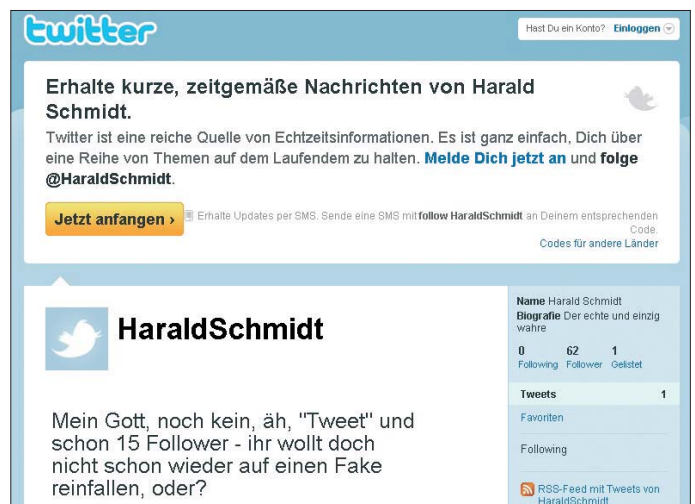 twitter
Hast Du ein Konto? Einloggen
Erhalte kurze, zeitgemäße Nachrichten von Harald
Schmidt.
Twitter ist eine reiche Quelle von Echtzeitsinformationen. Es ist ganz einfach, Dich über
eine Reihe von Themen auf dem Laufendem zu halten. Melde Dich jetzt an und folge
@HaraldSchmidt.
Jetzt anfangen ›
Erhalte Updates per SMS. Sende eine SMS mit follow HaraldSchmidt an Deinem entsprechenden
Code.
Codes für andere Länder
HaraldSchmidt
Mein Gott, noch kein, äh, "Tweet" und
schon 15 Follower - ihr wollt doch
nicht schon wieder auf einen Fake
reinfallen, oder?
Name Harald Schmidt
Biografie Der echte und einzig
wahre
0 62 1
Following Follower Gelistet
Tweets 1
Favoriten
Following
RSS-Feed mit Tweets von
HaraldSchmidt